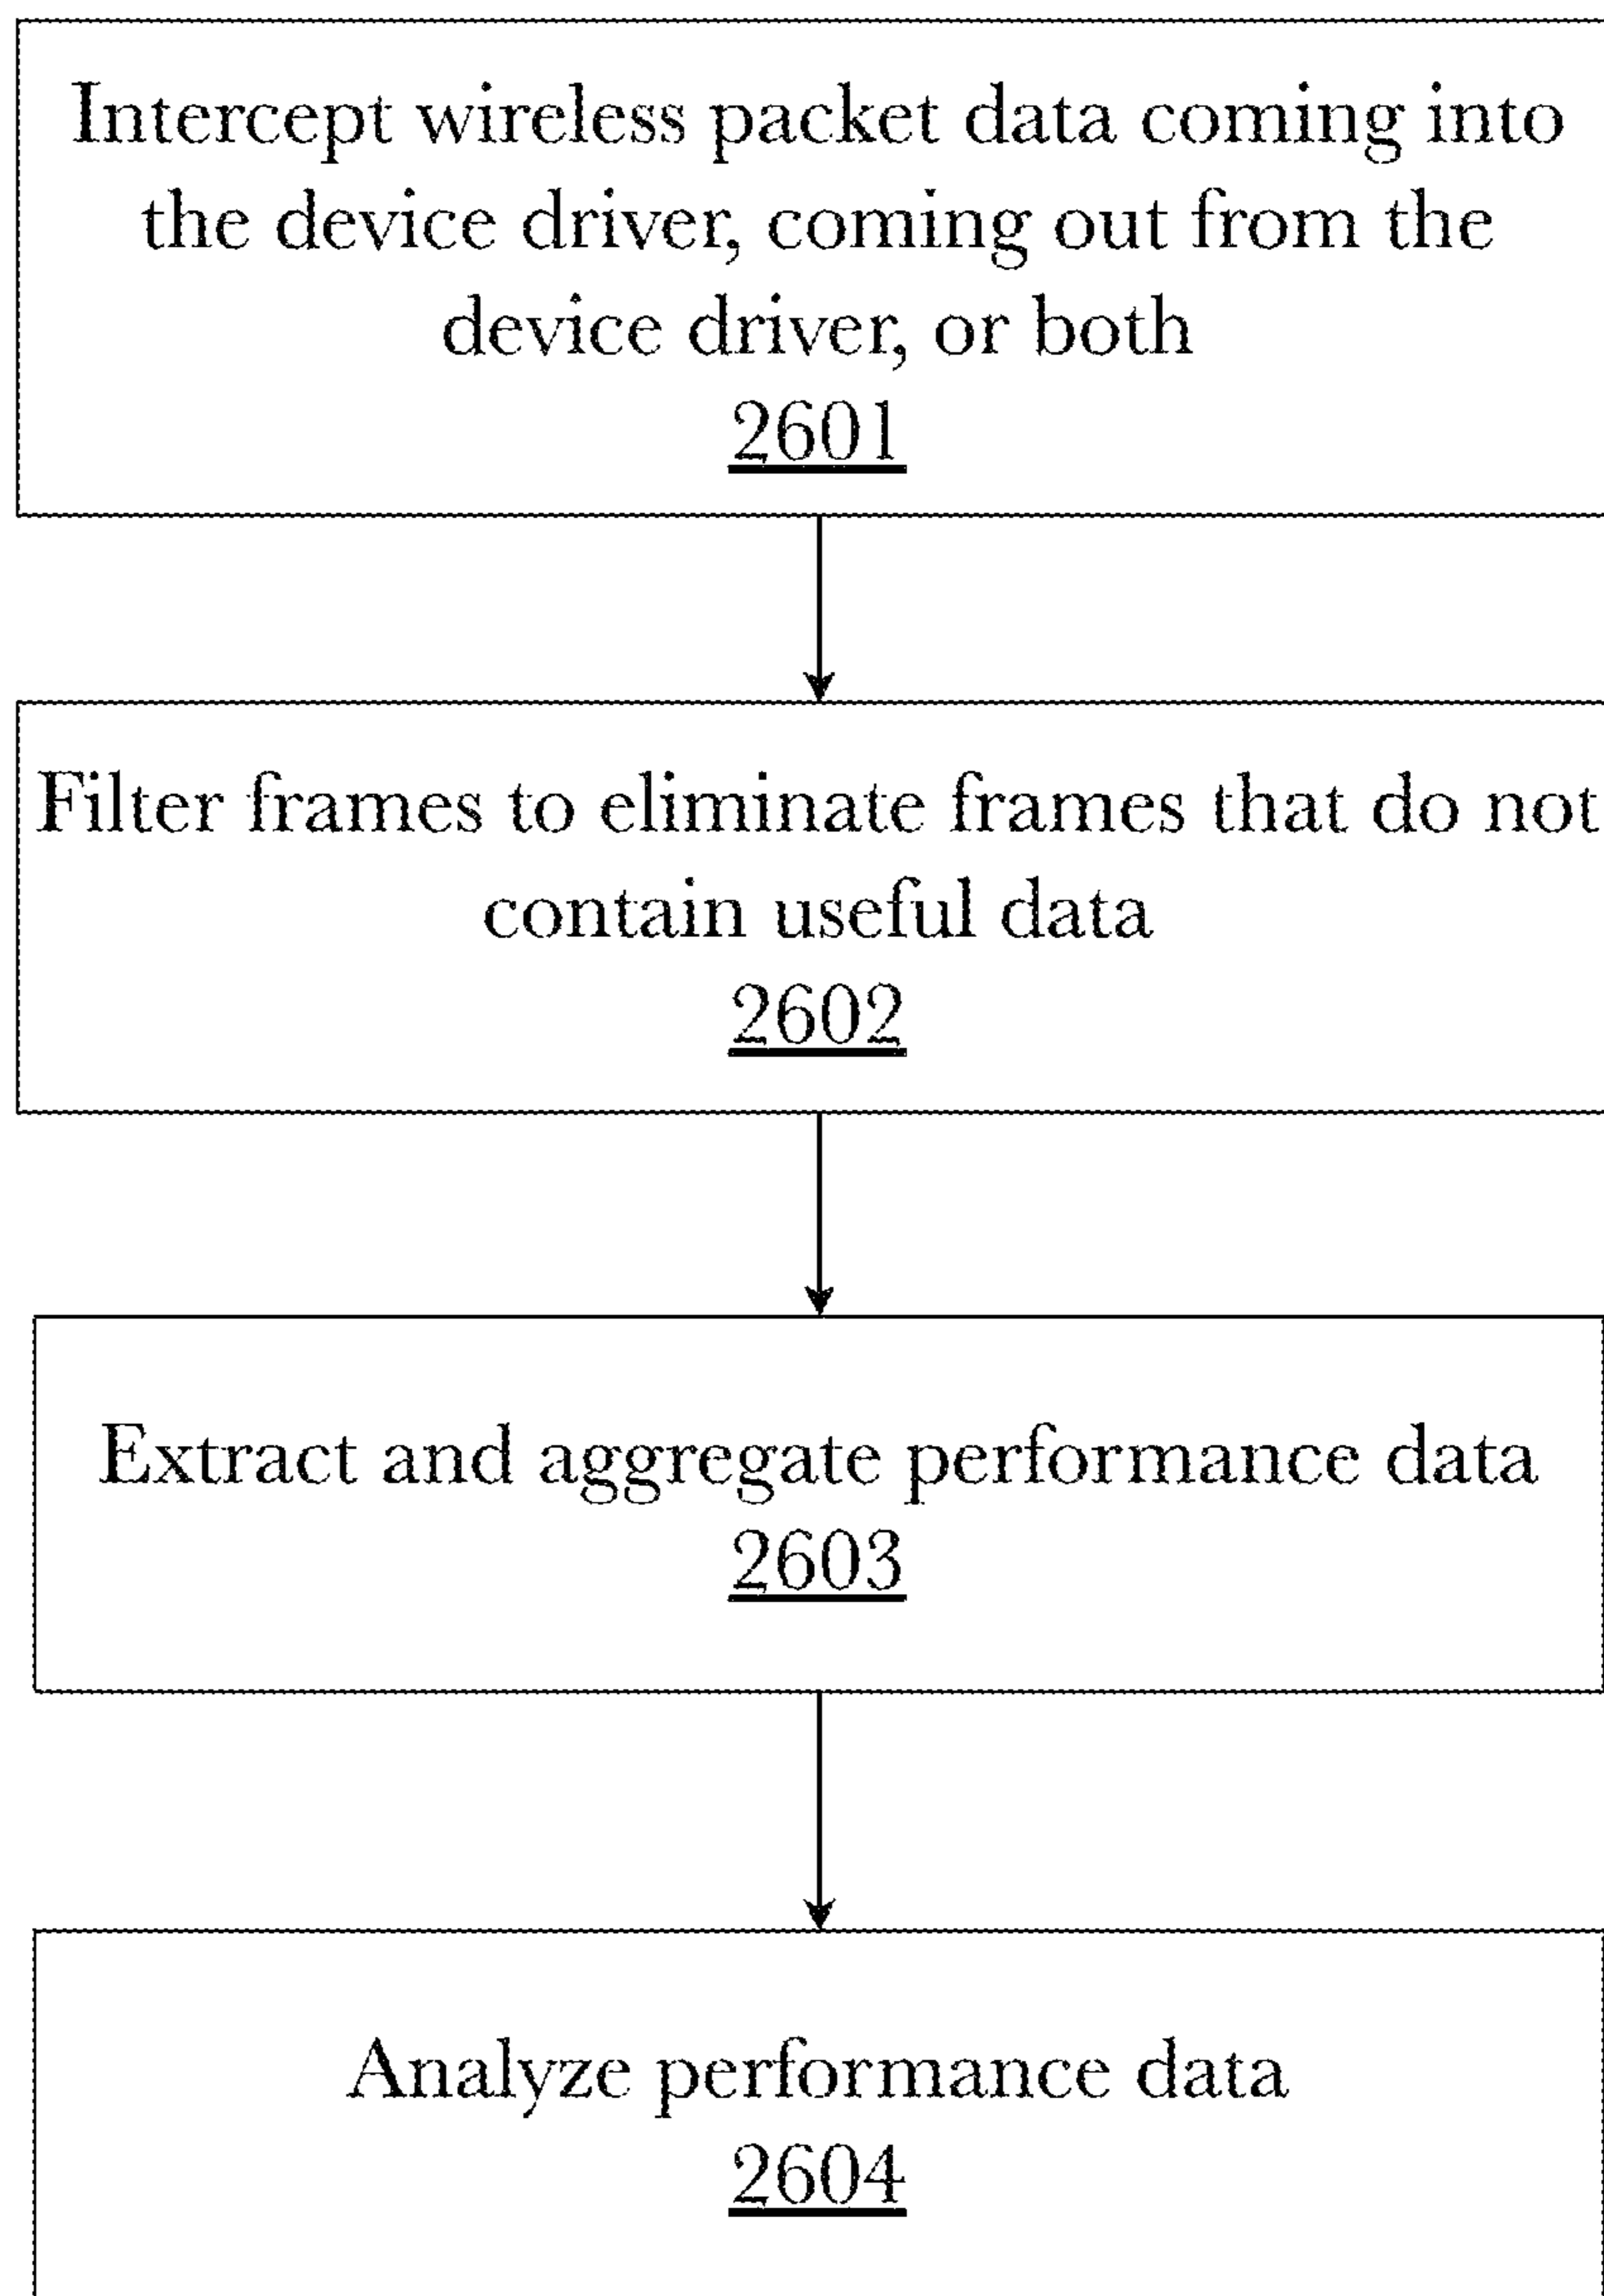 Intercept wireless packet data coming into
the device driver, coming out from the
device driver, or both
2601
Filter frames to eliminate frames that do not
contain useful data
2602
Extract and aggregate performance data
2603
Analyze performance data
2604